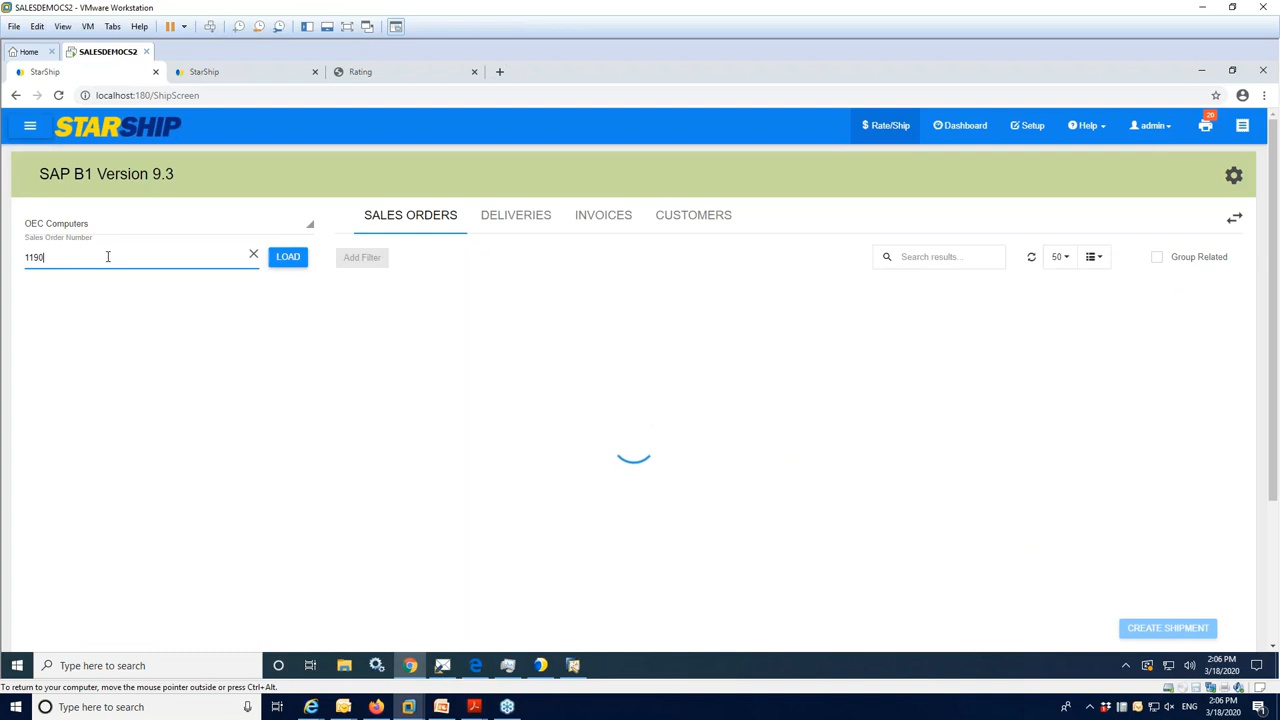 SALESDEMOCS2 - VMware Workstation
File Edit View VM Tabs Help
Home SALESDEMOCS2
StarShip StarShip Rating
localhost:180/ShipScreen
STARSHIP Rate/Ship Dashboard Setup Help admin 20
SAP B1 Version 9.3
OEC Computers
SALES ORDERS DELIVERIES INVOICES CUSTOMERS
Sales Order Number
1190 LOAD Add Filter Search results... 50 Group Related
CREATE SHIPMENT
Type here to search
2:06 PM
3/18/2020
To return to your computer, move the mouse pointer outside or press Ctrl+Alt.
Type here to search
ENG
2:06 PM
3/18/2020